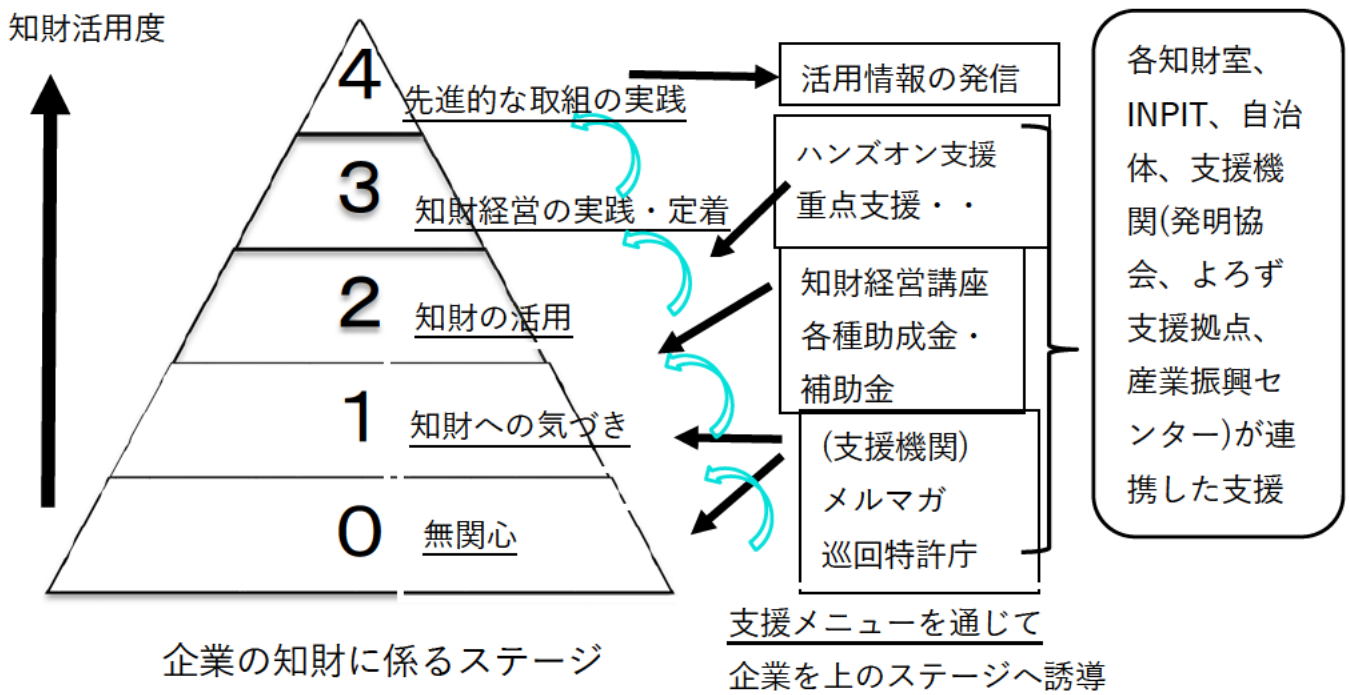 知財活用度
4
先進的な取組の実践
3
知財経営の実践・定着
2
知財の活用
1
知財への気づき
0
無関心
企業の知財に係るステージ
活用情報の発信
ハンズオン支援
重点支援・・
知財経営講座
各種助成金・
補助金
(支援機関)
メルマガ
巡回特許庁
支援メニューを通じて
企業を上のステージへ誘導
各知財室、
INPIT、自治
体、支援機
関(発明協
会、よろず
支援拠点、
産業振興セ
ンター)が連
携した支援